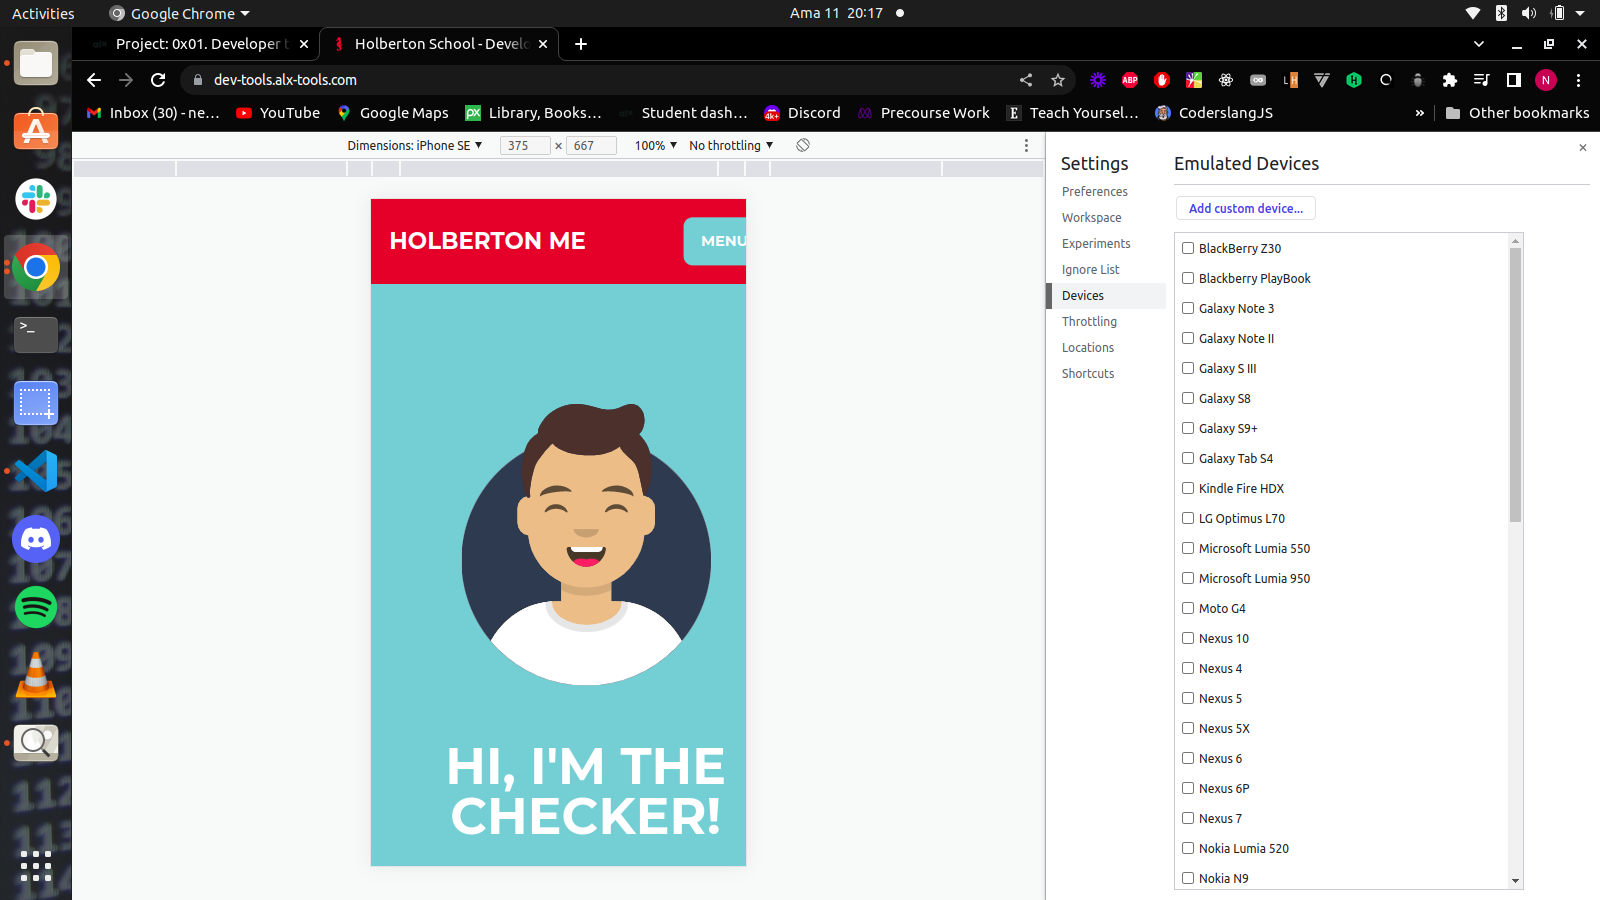 Activities
Google Chrome
Ama 11 20:17
Project: 0x01. Developer t
Holberton School - Develo
dev-tools.alx-tools.com
ABP
N
Inbox (30) - ne...
YouTube
Google Maps
Library, Books...
Student dash...
Discord
Precourse Work
Teach Yoursel...
CoderslangJS
»
Other bookmarks
Dimensions: iPhone SE
375 × 667
100%
No throttling
HOLBERTON ME
MENU
HI, I'M THE
CHECKER!
Settings
Preferences
Workspace
Experiments
Ignore List
Devices
Throttling
Locations
Shortcuts
Emulated Devices
Add custom device...
BlackBerry Z30
Blackberry PlayBook
Galaxy Note 3
Galaxy Note II
Galaxy S III
Galaxy S8
Galaxy S9+
Galaxy Tab S4
Kindle Fire HDX
LG Optimus L70
Microsoft Lumia 550
Microsoft Lumia 950
Moto G4
Nexus 10
Nexus 4
Nexus 5
Nexus 5X
Nexus 6
Nexus 6P
Nexus 7
Nokia Lumia 520
Nokia N9